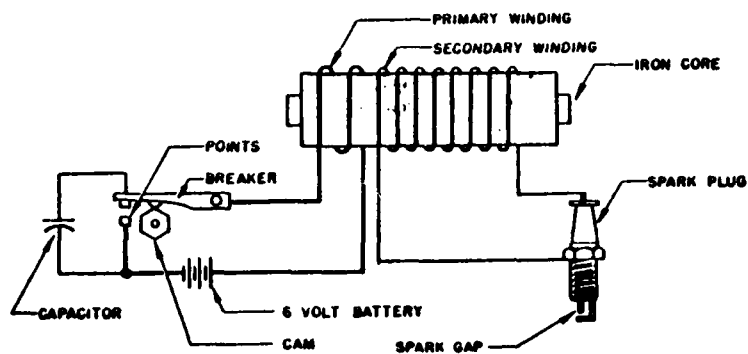 PRIMARY WINDING
SECONDARY WINDING
IRON CORE
POINTS
BREAKER
SPARK PLUG
CAPACITOR
6 VOLT BATTERY
CAM
SPARK GAP